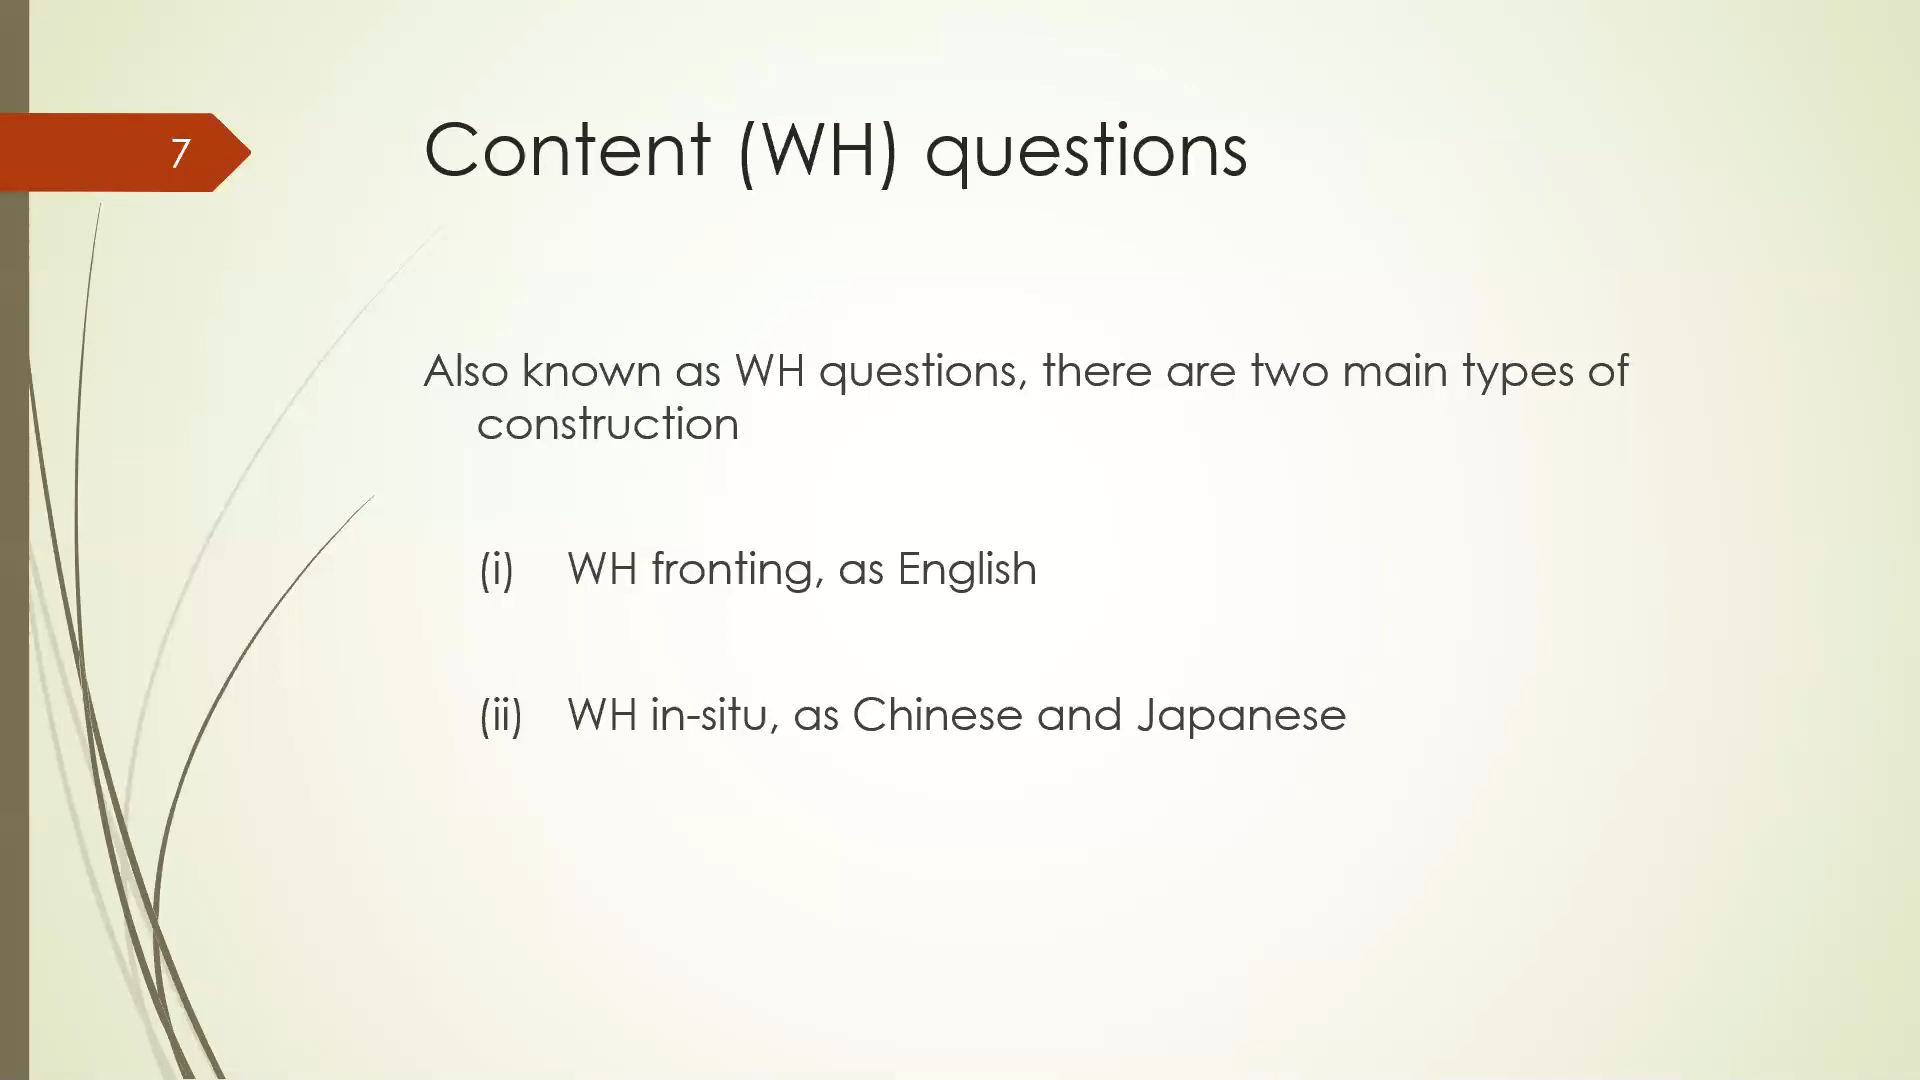 7
Content (WH) questions
Also known as WH questions, there are two main types of
construction
(i) WH fronting, as English
(ii) WH in-situ, as Chinese and Japanese